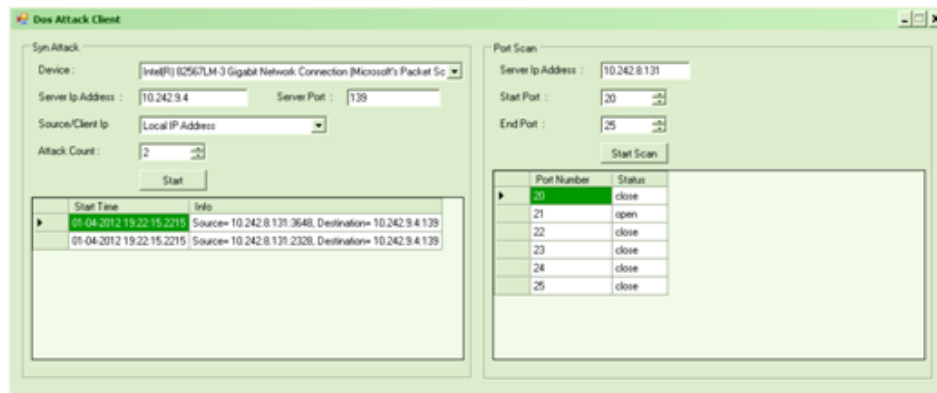 Dos Attack Client
Syn Attack
Device :
Intel(R) 82567LM-3 Gigabit Network Connection (Microsoft's Packet Sc
Server Ip Address :
10.242.9.4
Server Port :
139
Source/Client Ip
Local IP Address
Attack Count :
2
Start
Start Time Info
01-04-2012 19:22:15.2215 Source= 10.242.8.131:3648, Destination= 10.242.9.4:139
01-04-2012 19:22:15.2215 Source= 10.242.8.131:2328, Destination= 10.242.9.4:139
Port Scan
Server Ip Address :
10.242.8.131
Start Port :
20
End Port :
25
Start Scan
Port Number Status
20 close
21 open
22 close
23 close
24 close
25 close